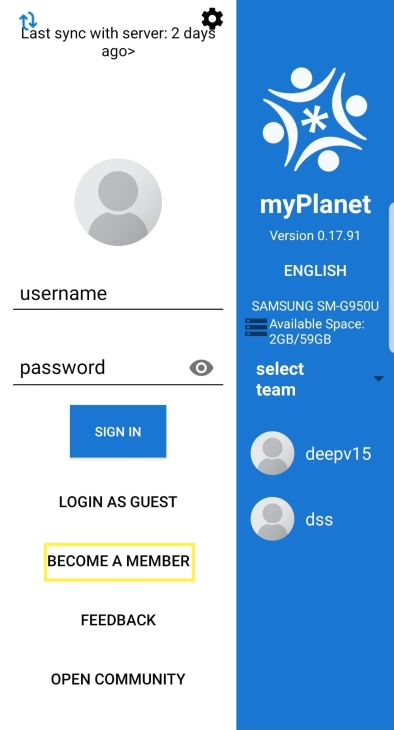 Last sync with server: 2 days
ago>
username
password
SIGN IN
LOGIN AS GUEST
BECOME A MEMBER
FEEDBACK
OPEN COMMUNITY
myPlanet
Version 0.17.91
ENGLISH
SAMSUNG SM-G950U
Available Space:
2GB/59GB
select
team
deepv15
dss